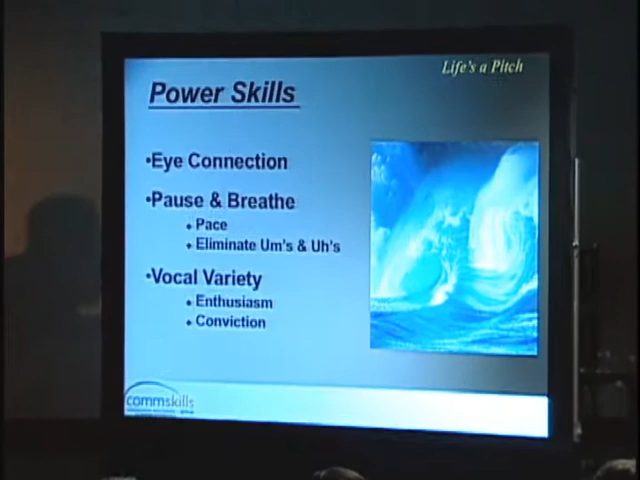 Life's a Pitch
Power Skills
•Eye Connection
•Pause & Breathe
• Pace
• Eliminate Um's & Uh's
•Vocal Variety
• Enthusiasm
• Conviction
commskills